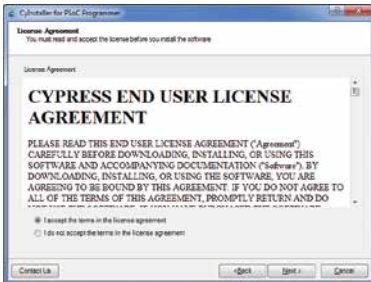 CyInstaller for PSoC Programmer
License Agreement
You must read and accept the license before you install the software
License Agreement
CYPRESS END USER LICENSE
AGREEMENT
PLEASE READ THIS END USER LICENSE AGREEMENT ("Agreement")
CAREFULLY BEFORE DOWNLOADING, INSTALLING, OR USING THIS
SOFTWARE AND ACCOMPANYING DOCUMENTATION ("Software"). BY
DOWNLOADING, INSTALLING, OR USING THE SOFTWARE, YOU ARE
AGREEING TO BE BOUND BY THIS AGREEMENT. IF YOU DO NOT AGREE TO
ALL OF THE TERMS OF THIS AGREEMENT, PROMPTLY RETURN AND DO
I accept the terms in the license agreement
I do not accept the terms in the license agreement
Contact Us
<Back
Next >
Cancel